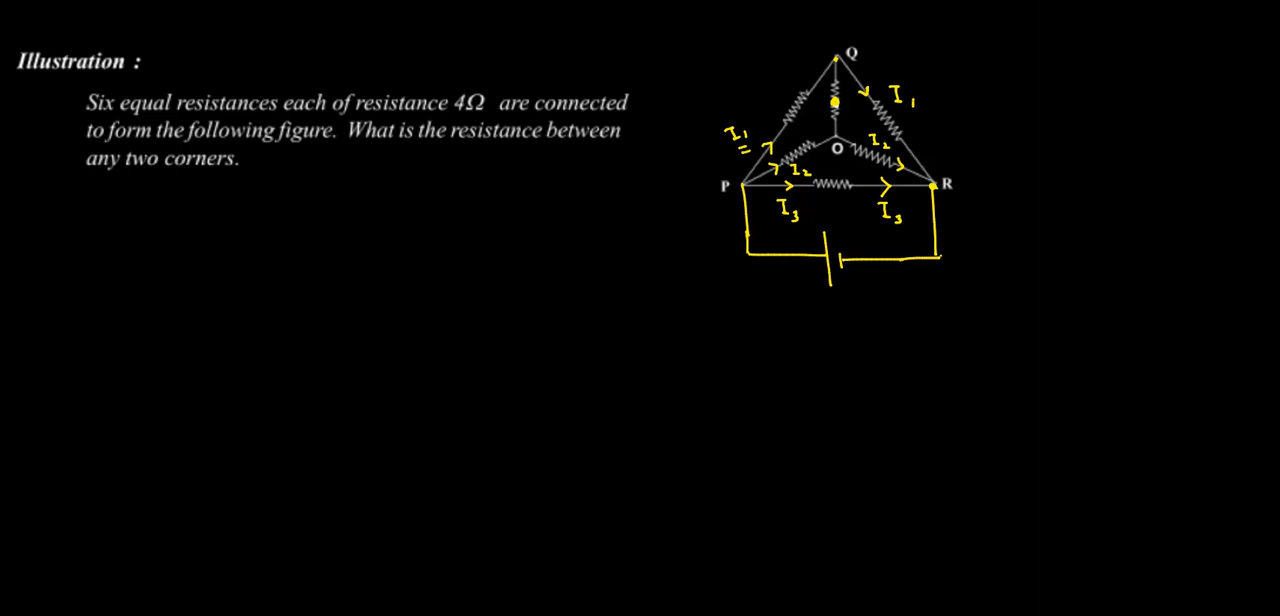 Illustration :
Six equal resistances each of resistance 4Ω are connected
to form the following figure. What is the resistance between
any two corners.
Q
I₁
I₁
I₂
O
I₂
P
R
I₃
I₃